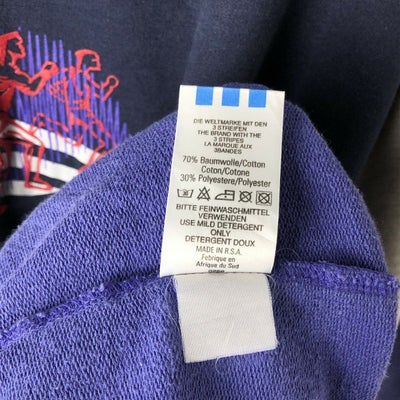 DIE WELTMARKE MIT DEN
3 STREIFEN
THE BRAND WITH THE
3 STRIPES
LA MARQUE AUX
3BANDES
70% Baumwolle/Cotton
Coton/Cotone
30% Polyestere/Polyester
BITTE FEINWASCHMITTEL
VERWENDEN
USE MILD DETERGENT
ONLY
DETERGENT DOUX
MADE IN R.S.A.
Fabrique en
Afrique du Sud